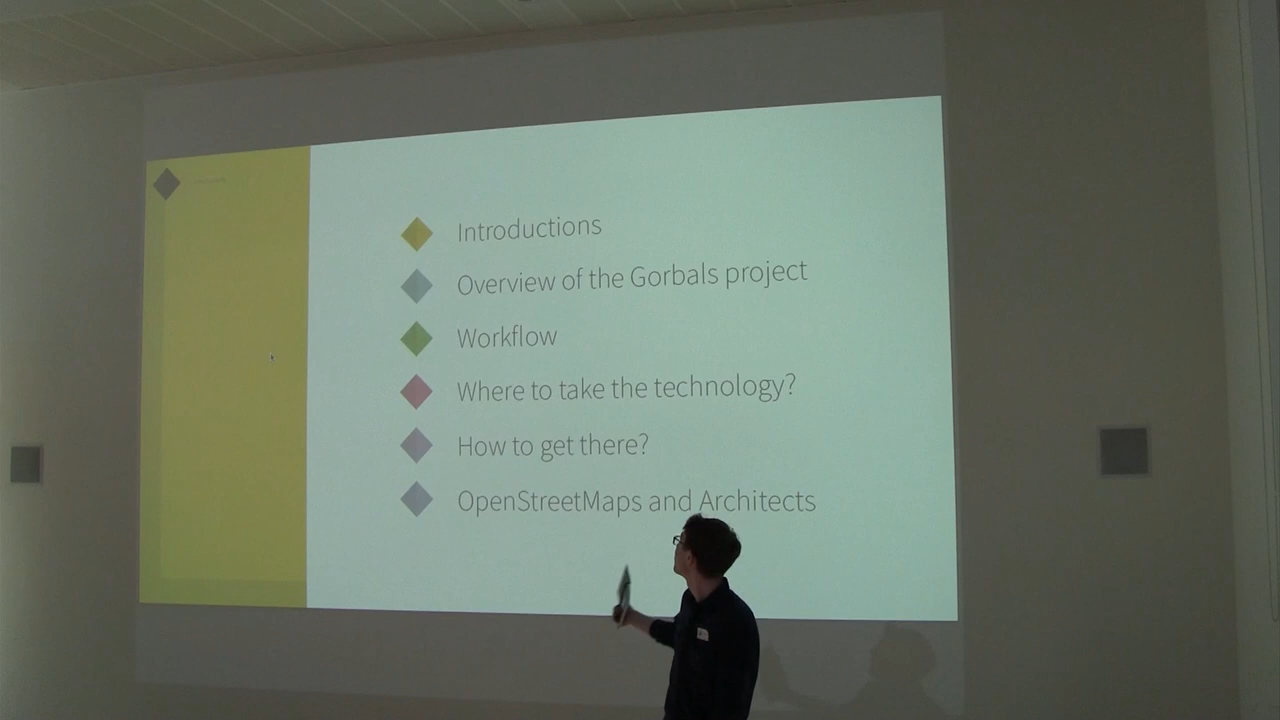 Introductions
Overview of the Gorbals project
Workflow
Where to take the technology?
How to get there?
OpenStreetMaps and Architects